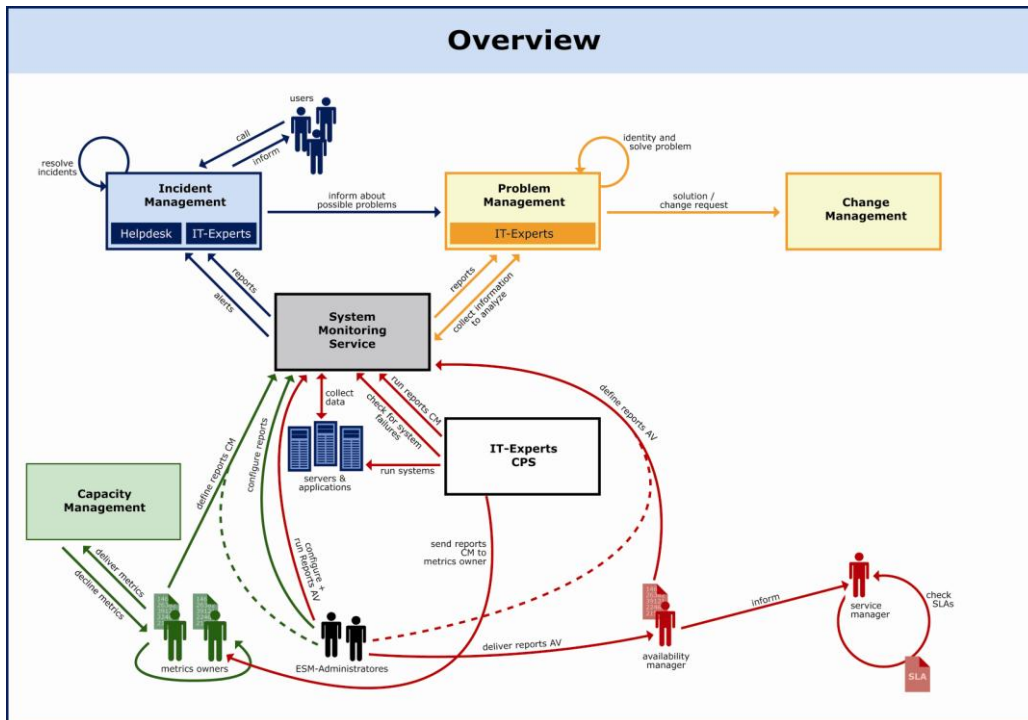 Overview
users
call
inform
resolve
incidents
Incident
Management
Helpdesk
IT-Experts
inform about
possible problems
identity and
solve problem
Problem
Management
IT-Experts
solution /
change request
Change
Management
reports
alerts
reports
collect information
to analyze
System
Monitoring
Service
collect
data
run reports CM
check for system
failures
define reports AV
define reports CM
configure reports
servers &
applications
run systems
IT-Experts
CPS
Capacity
Management
deliver metrics
decline metrics
configure +
run Reports AV
send reports
CM to
metrics owner
metrics owners
ESM-Administratores
deliver reports AV
availability
manager
inform
service
manager
check
SLAs
SLA